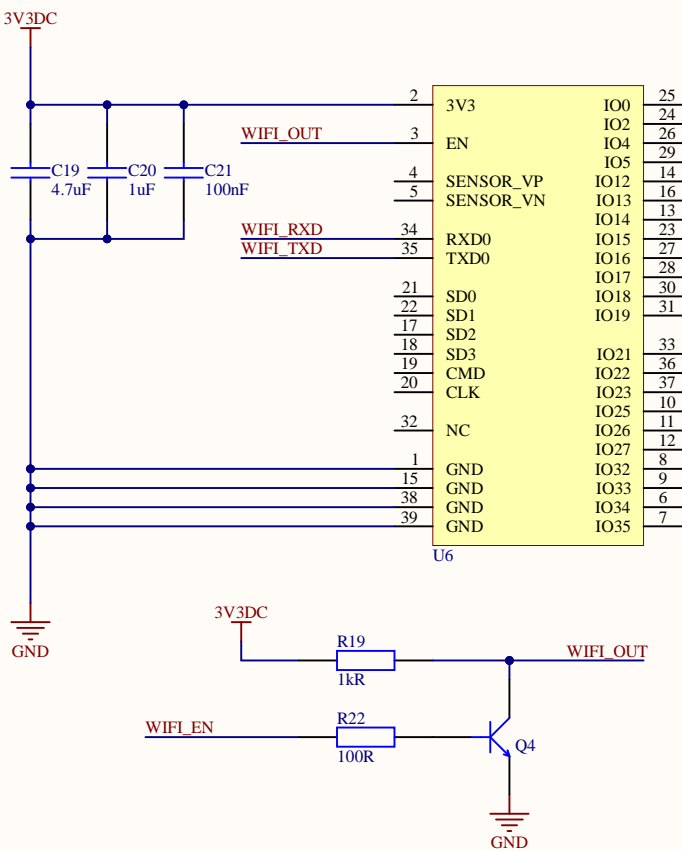 3V3DC
C19
4.7uF
C20
1uF
C21
100nF
WIFI_OUT
WIFI_RXD
WIFI_TXD
2 3V3
3 EN
4 SENSOR_VP
5 SENSOR_VN
34 RXD0
35 TXD0
21 SD0
22 SD1
17 SD2
18 SD3
19 CMD
20 CLK
32 NC
1 GND
15 GND
38 GND
39 GND
IO0 25
IO2 24
IO4 26
IO5 29
IO12 14
IO13 16
IO14 13
IO15 23
IO16 27
IO17 28
IO18 30
IO19 31
IO21 33
IO22 36
IO23 37
IO25 10
IO26 11
IO27 12
IO32 8
IO33 9
IO34 6
IO35 7
U6
GND
3V3DC
R19
1kR
WIFI_OUT
WIFI_EN
R22
100R
Q4
GND